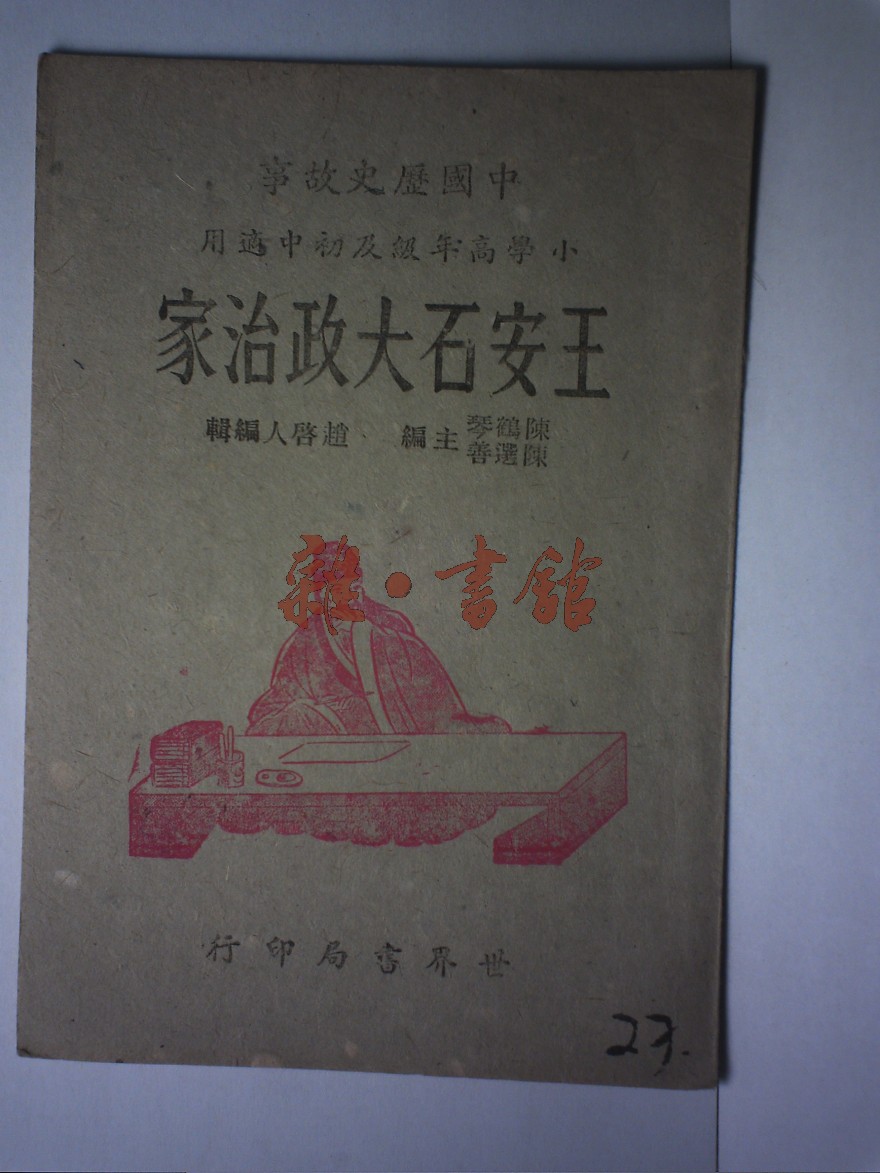 中國歷史故事
小學高年級及初中適用
王安石大政治家
陳鶴琴 陳選善 主編 趙啓人編輯
雜·書館
世界書局印行
23.